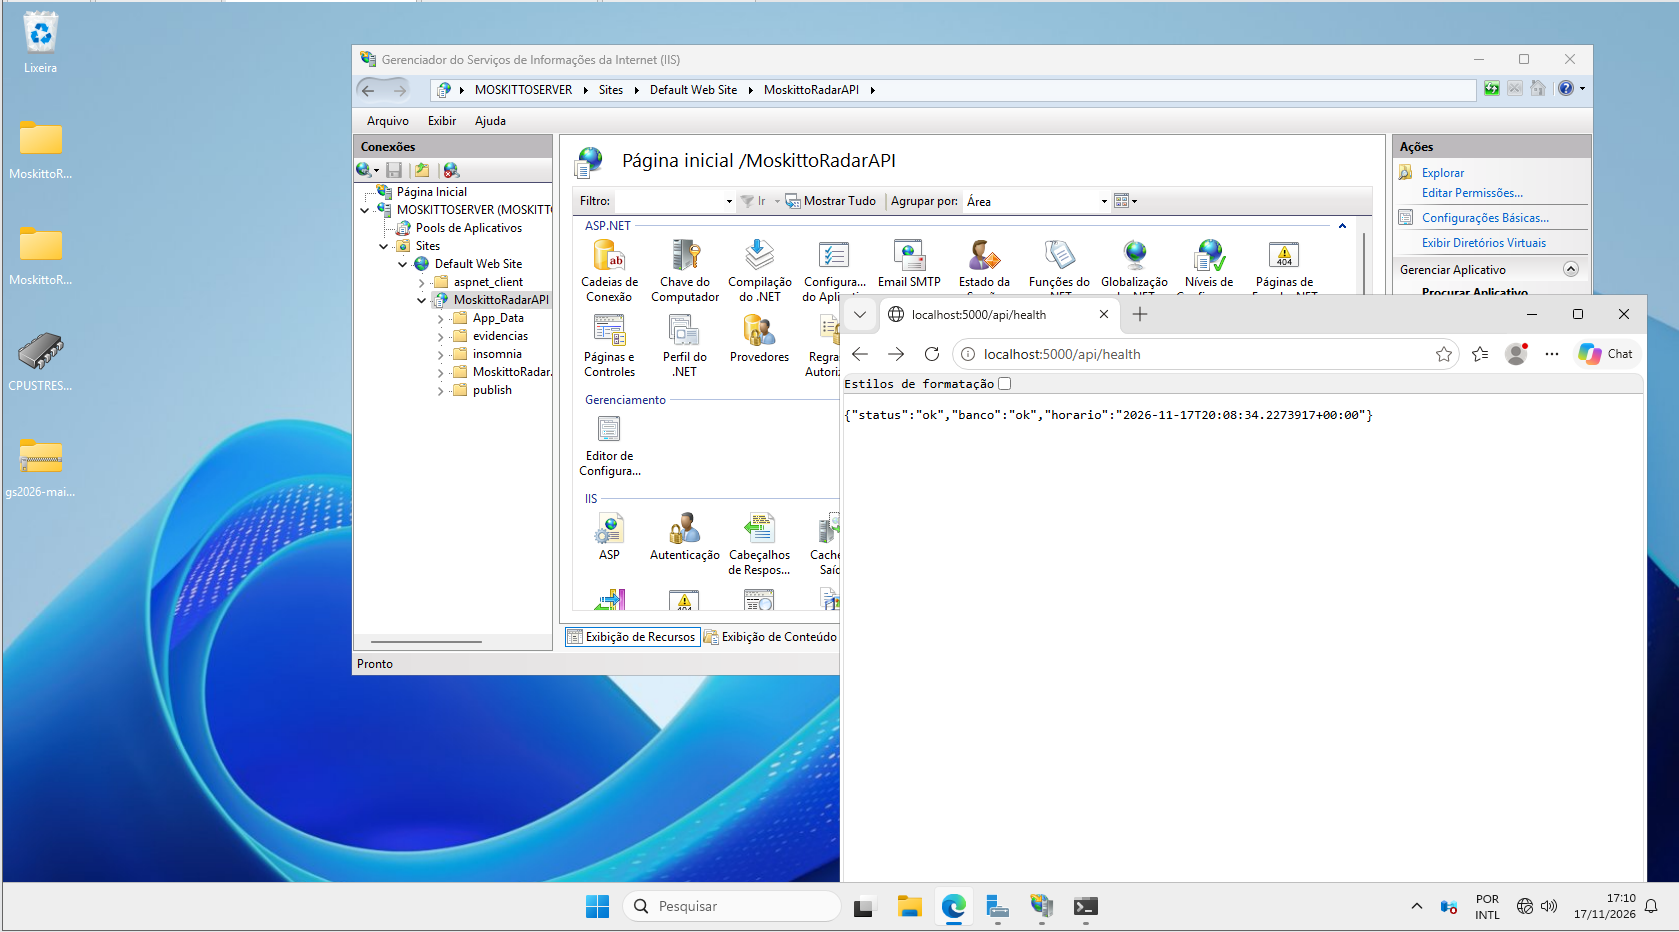 Lixeira
MoskittoR...
MoskittoR...
CPUSTRES...
gs2026-mai...
Gerenciador do Serviços de Informações da Internet (IIS)
MOSKITTOSERVER
Sites
Default Web Site
MoskittoRadarAPI
Arquivo
Exibir
Ajuda
Conexões
Página Inicial
MOSKITTOSERVER (MOSKITT
Pools de Aplicativos
Sites
Default Web Site
aspnet_client
MoskittoRadarAPI
App_Data
evidencias
insomnia
MoskittoRadar.
publish
Página inicial /MoskittoRadarAPI
Filtro:
Ir
Mostrar Tudo
Agrupar por:
Área
ASP.NET
Cadeias de
Conexão
Chave do
Computador
Compilação
do .NET
Configura...
do
Email SMTP
Estado da
Funções do
.NET
Globalização
.NET
Níveis de
Páginas de
Páginas e
Controles
Perfil do
.NET
Provedores
Regra
Autoriz
Gerenciamento
Editor de
Configura...
IIS
ASP
Autenticação
Cabeçalhos
de Respos...
Cache
Saíd
Exibição de Recursos
Exibição de Conteúdo
Pronto
Ações
Explorar
Editar Permissões...
Configurações Básicas...
Exibir Diretórios Virtuais
Gerenciar Aplicativo
Procurar Aplicativo
localhost:5000/api/health
localhost:5000/api/health
Chat
Estilos de formatação
{"status":"ok","banco":"ok","horario":"2026-11-17T20:08:34.2273917+00:00"}
Pesquisar
POR
INTL
17:10
17/11/2026